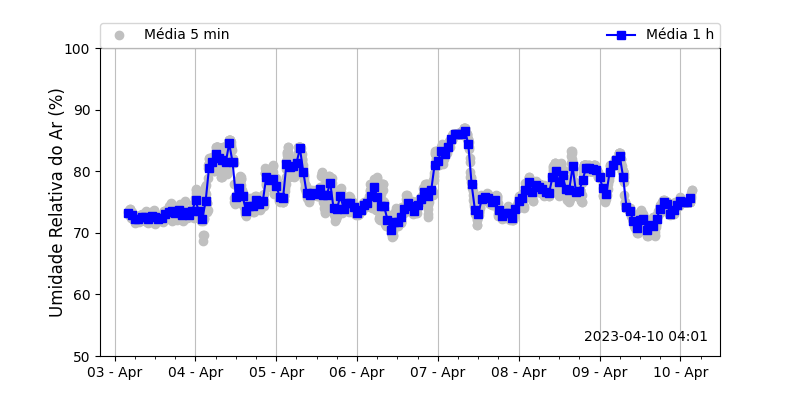 Média 5 min
Média 1 h
Umidade Relativa do Ar (%)
100
90
80
70
60
50
2023-04-10 04:01
03 - Apr
04 - Apr
05 - Apr
06 - Apr
07 - Apr
08 - Apr
09 - Apr
10 - Apr